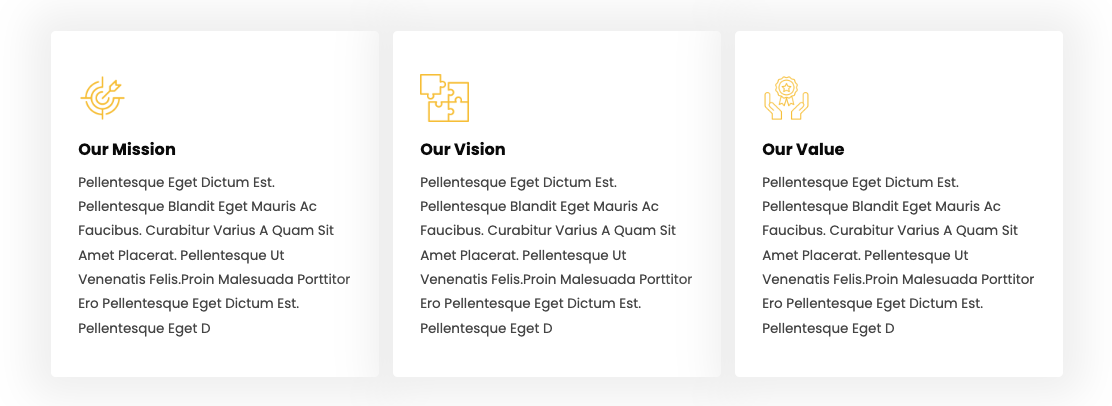 Our Mission
Pellentesque Eget Dictum Est.
Pellentesque Blandit Eget Mauris Ac
Faucibus. Curabitur Varius A Quam Sit
Amet Placerat. Pellentesque Ut
Venenatis Felis.Proin Malesuada Porttitor
Ero Pellentesque Eget Dictum Est.
Pellentesque Eget D
Our Vision
Pellentesque Eget Dictum Est.
Pellentesque Blandit Eget Mauris Ac
Faucibus. Curabitur Varius A Quam Sit
Amet Placerat. Pellentesque Ut
Venenatis Felis.Proin Malesuada Porttitor
Ero Pellentesque Eget Dictum Est.
Pellentesque Eget D
Our Value
Pellentesque Eget Dictum Est.
Pellentesque Blandit Eget Mauris Ac
Faucibus. Curabitur Varius A Quam Sit
Amet Placerat. Pellentesque Ut
Venenatis Felis.Proin Malesuada Porttitor
Ero Pellentesque Eget Dictum Est.
Pellentesque Eget D